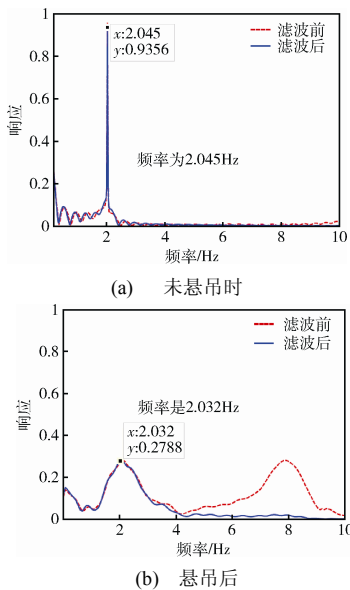 1
0.8
0.6
0.4
0.2
0
响应
x:2.045
y:0.9356
滤波前
滤波后
频率为2.045Hz
2 4 6 8 10
频率/Hz
(a) 未悬吊时
1
0.8
0.6
0.4
0.2
0
响应
滤波前
滤波后
频率是2.032Hz
x:2.032
y:0.2788
2 4 6 8 10
频率/Hz
(b) 悬吊后